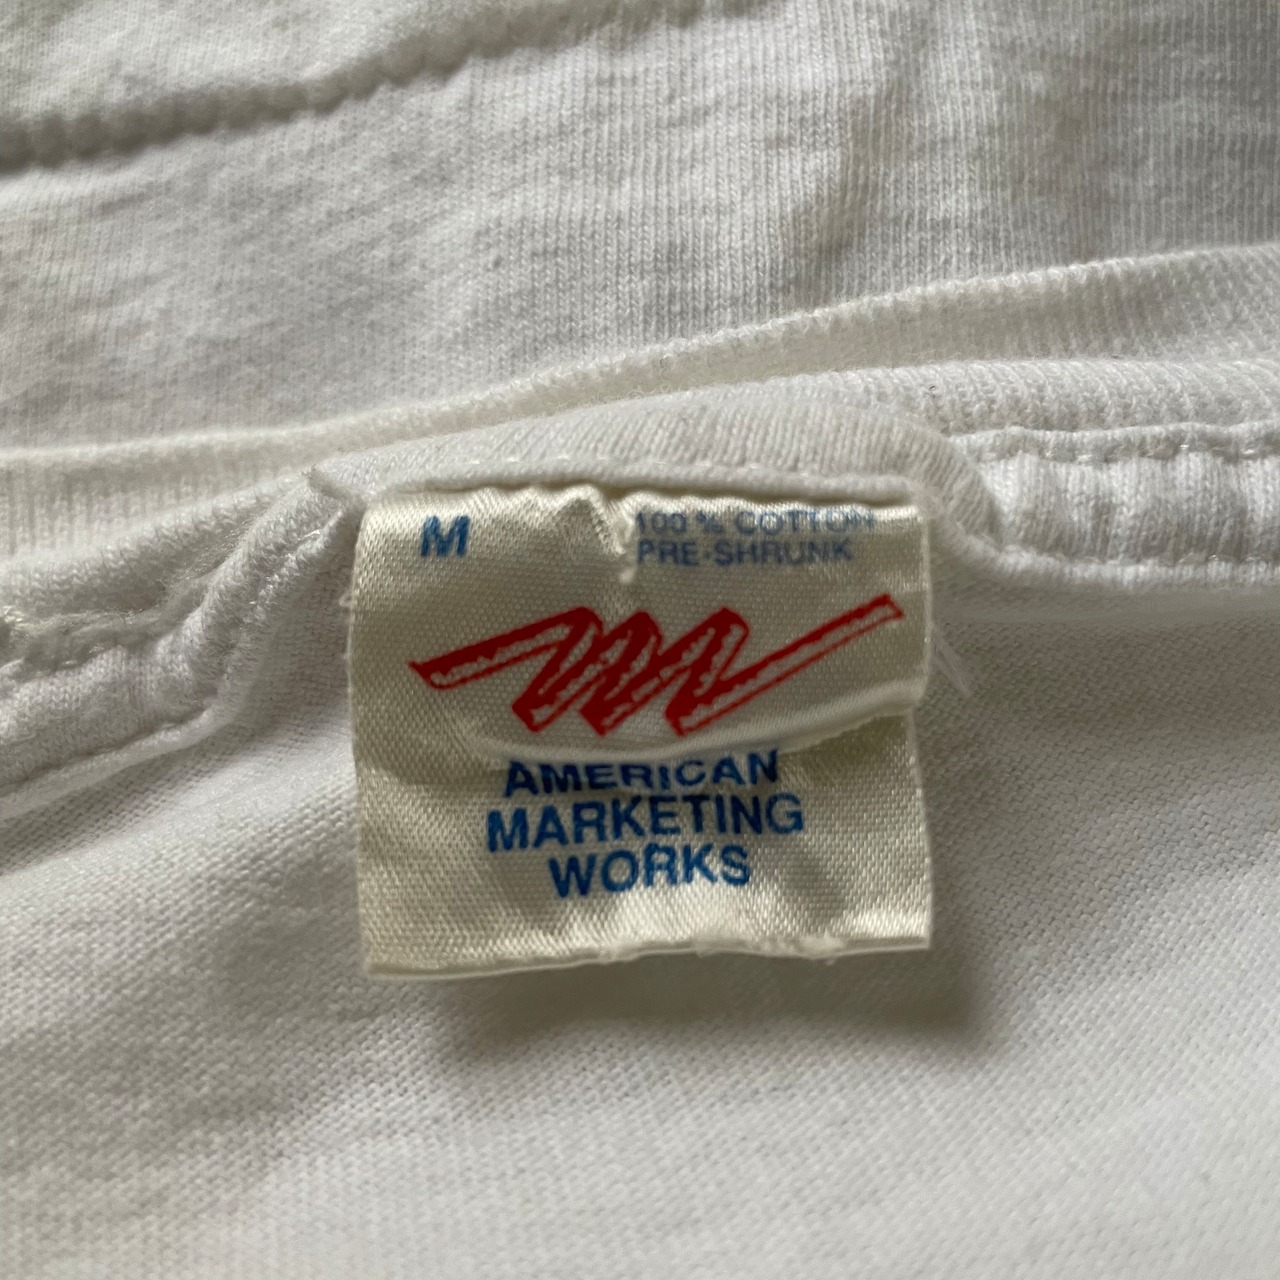 M
100 % COTTON
PRE-SHRUNK
AMERICAN
MARKETING
WORKS